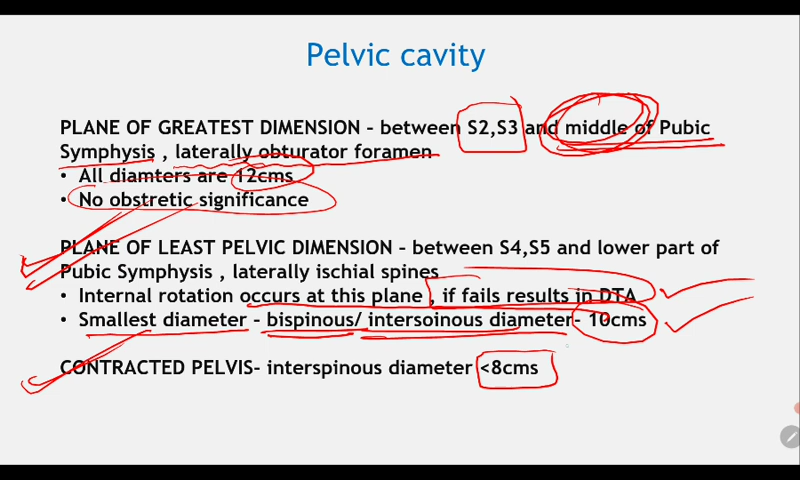 Pelvic cavity
PLANE OF GREATEST DIMENSION – between S2,S3 and middle of Pubic
Symphysis , laterally obturator foramen
• All diamters are 12cms
• No obstretic significance
PLANE OF LEAST PELVIC DIMENSION – between S4,S5 and lower part of
Pubic Symphysis , laterally ischial spines
• Internal rotation occurs at this plane , if fails results in DTA
• Smallest diameter – bispinous/ intersoinous diameter- 10cms
CONTRACTED PELVIS- interspinous diameter <8cms